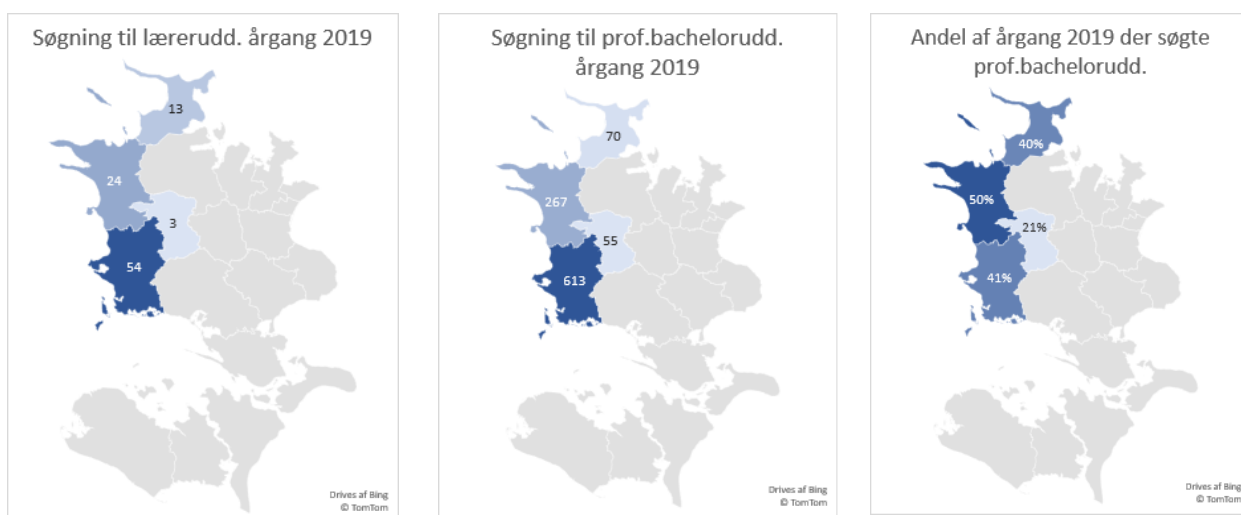 Søgning til lærerudd. årgang 2019
13
24
3
54
Drives af Bing
© TomTom
Søgning til prof.bachelorudd.
årgang 2019
70
267
55
613
Drives af Bing
© TomTom
Andel af årgang 2019 der søgte
prof.bachelorudd.
40%
50%
21%
41%
Drives af Bing
© TomTom